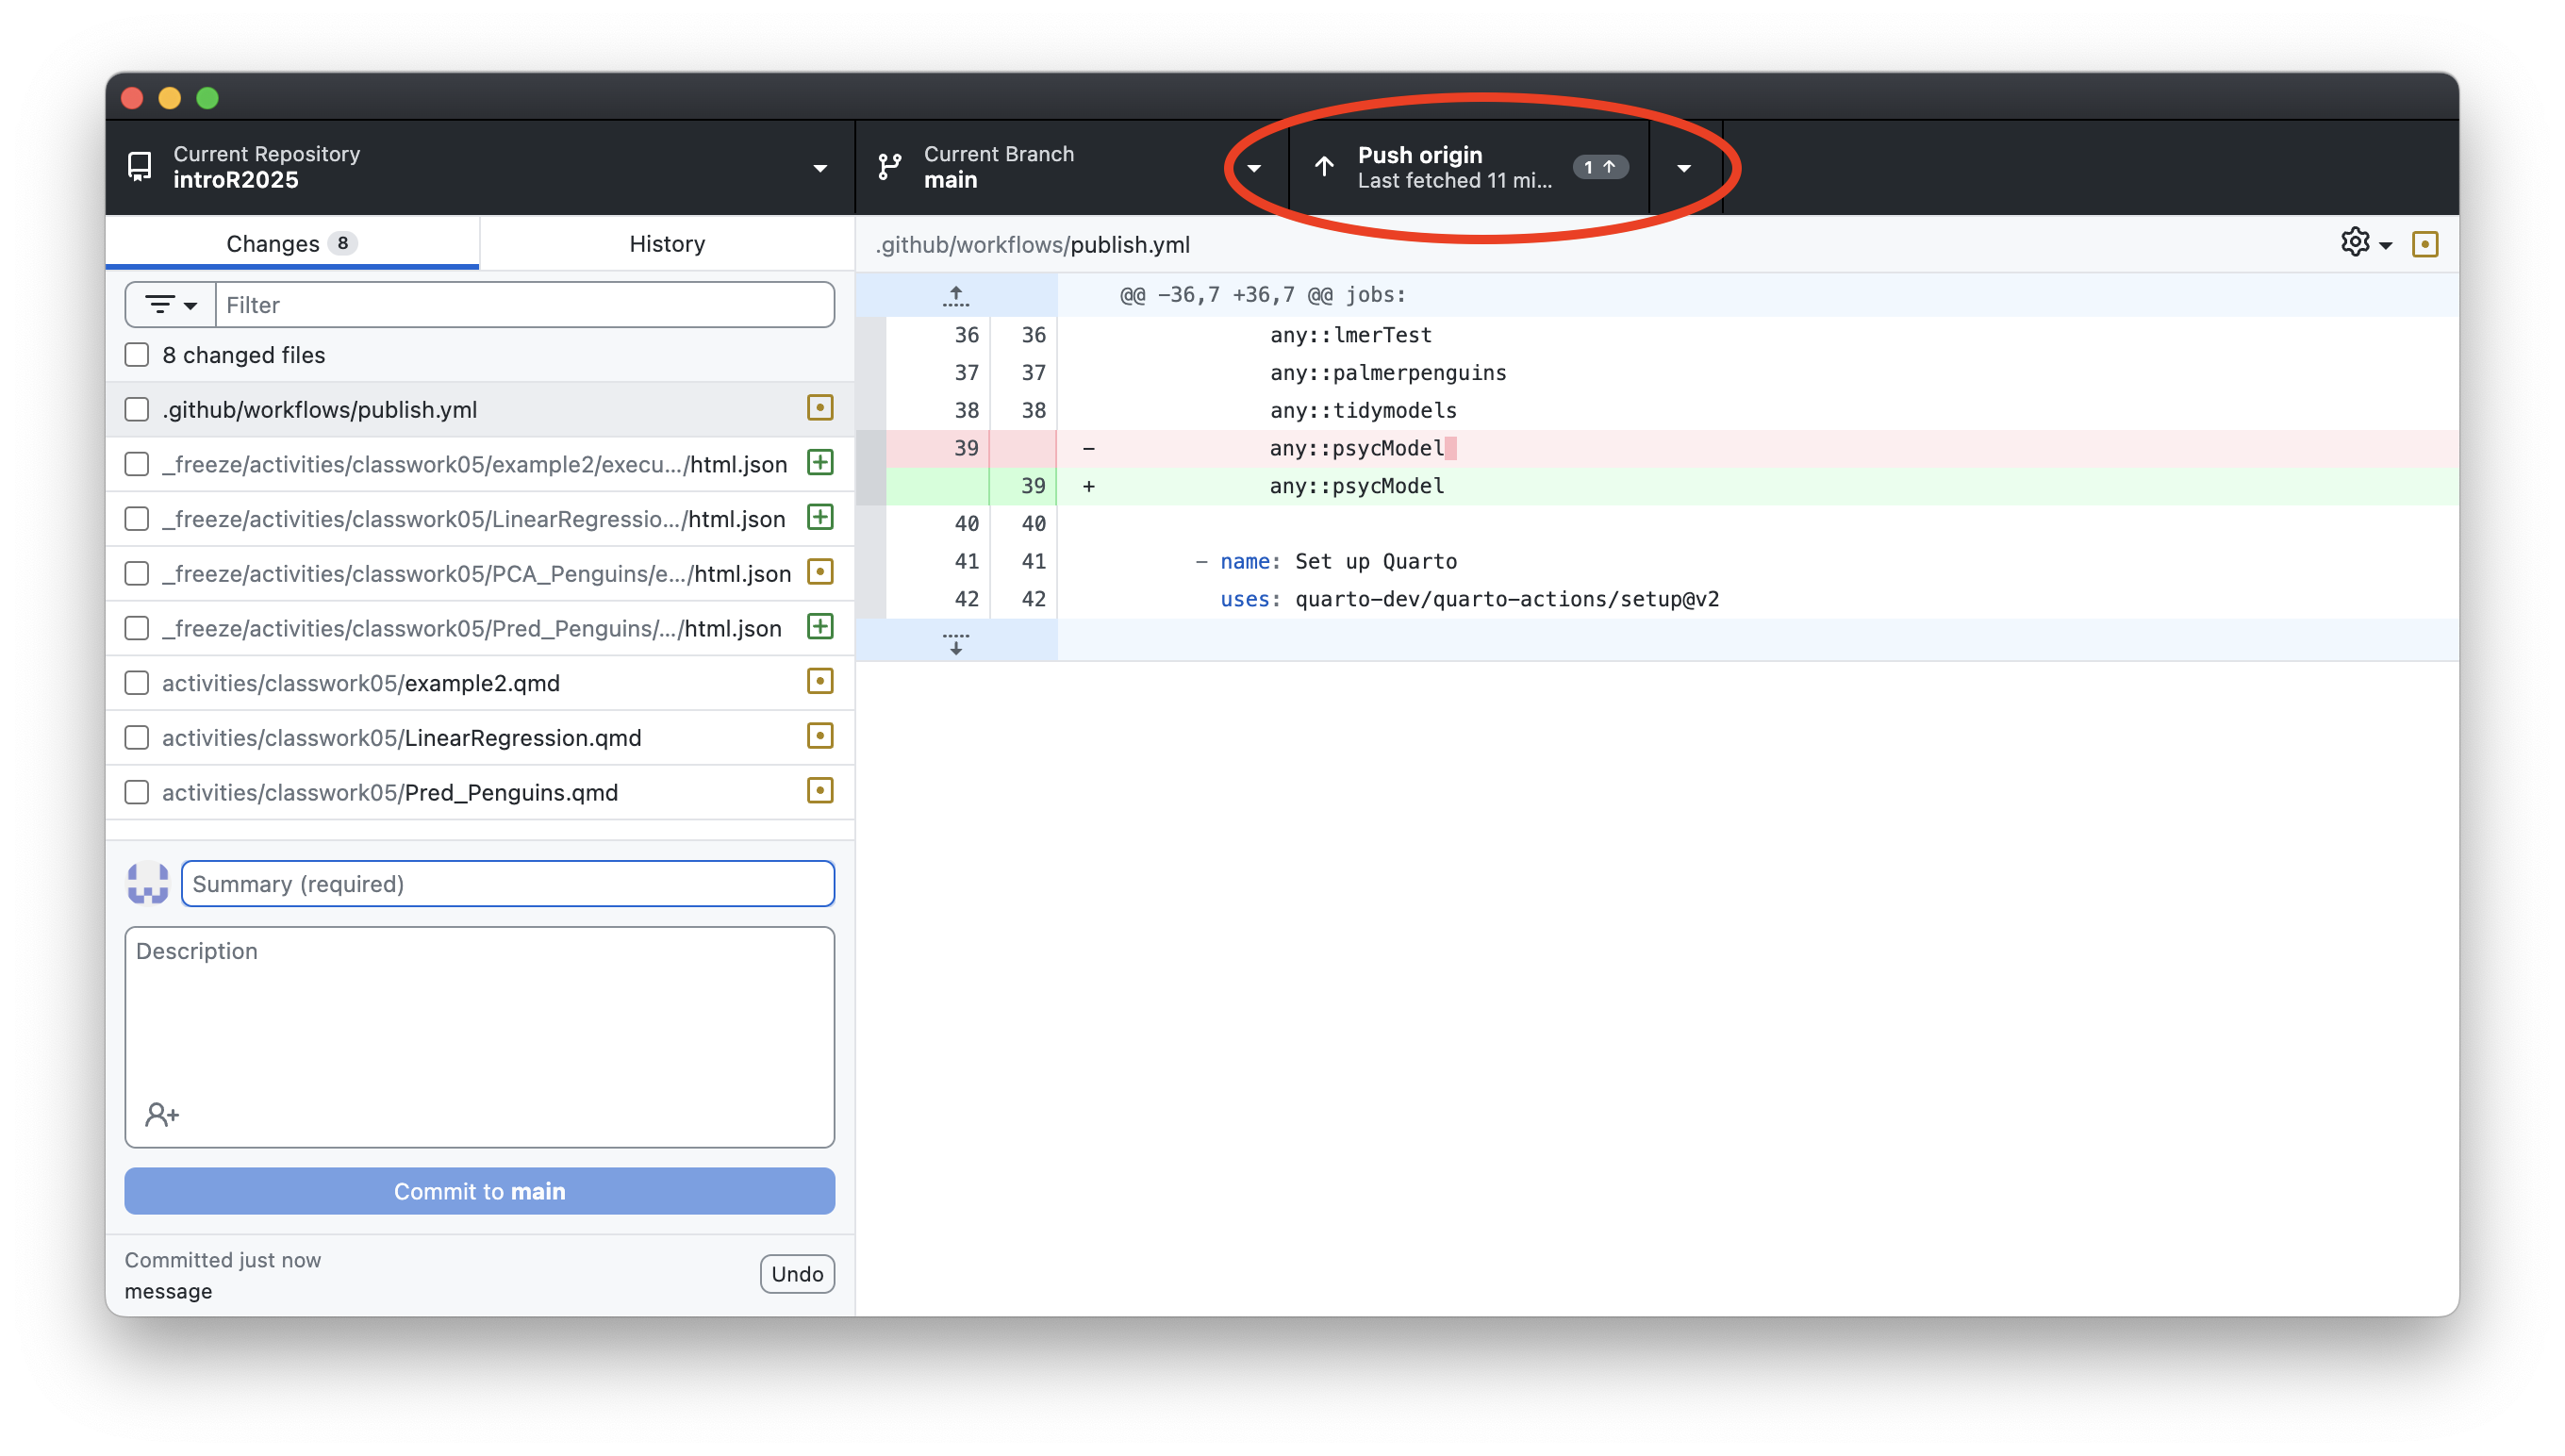 Current Repository
introR2025
Current Branch
main
Push origin
Last fetched 11 mi...
1 ↑
Changes 8
History
Filter
8 changed files
.github/workflows/publish.yml
_freeze/activities/classwork05/example2/execu.../html.json
_freeze/activities/classwork05/LinearRegressio.../html.json
_freeze/activities/classwork05/PCA_Penguins/e.../html.json
_freeze/activities/classwork05/Pred_Penguins/.../html.json
activities/classwork05/example2.qmd
activities/classwork05/LinearRegression.qmd
activities/classwork05/Pred_Penguins.qmd
Summary (required)
Description
Commit to main
Committed just now
message
Undo
.github/workflows/publish.yml
@@ -36,7 +36,7 @@ jobs:
36 36 any::lmerTest
37 37 any::palmerpenguins
38 38 any::tidymodels
39 - any::psycModel
39 + any::psycModel
40 40
41 41 - name: Set up Quarto
42 42 uses: quarto-dev/quarto-actions/setup@v2